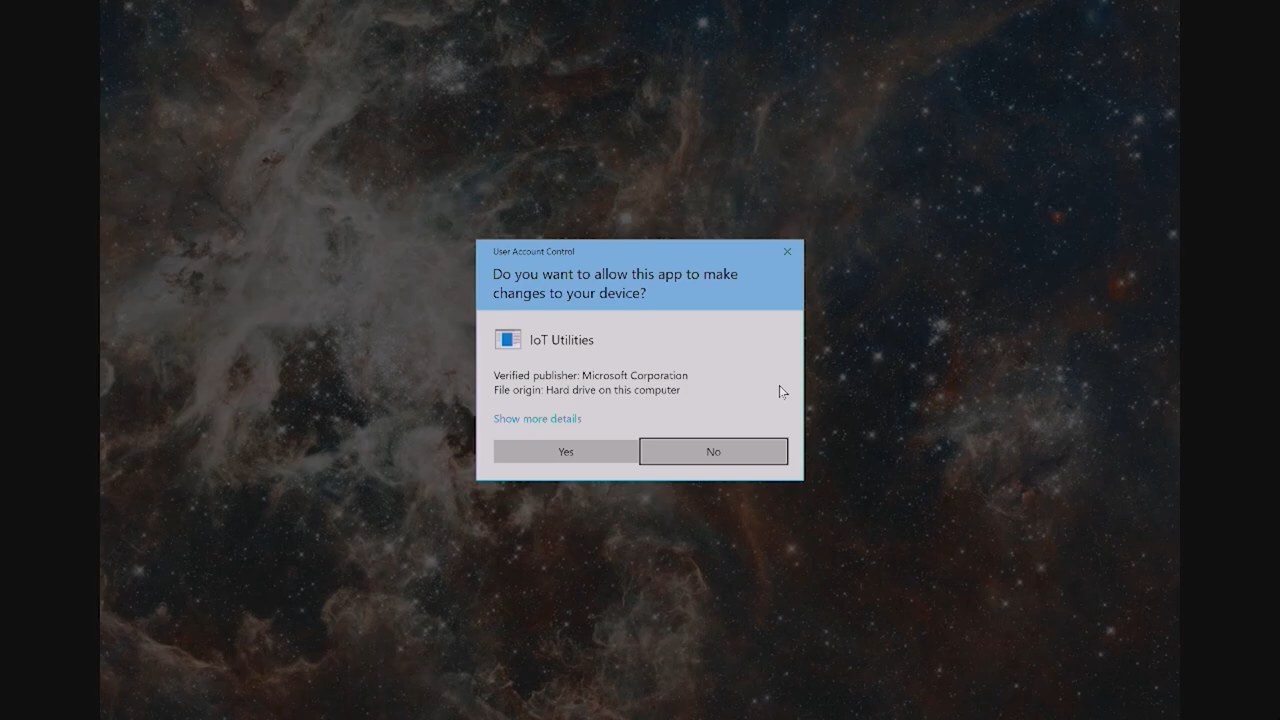 User Account Control
Do you want to allow this app to make
changes to your device?
IoT Utilities
Verified publisher: Microsoft Corporation
File origin: Hard drive on this computer
Show more details
Yes
No